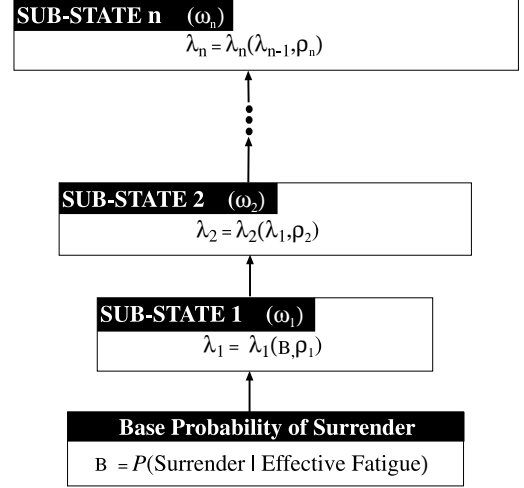 SUB-STATE n (ωₙ)
λₙ = λₙ(λₙ₋₁,ρₙ)
SUB-STATE 2 (ω₂)
λ₂ = λ₂(λ₁,ρ₂)
SUB-STATE 1 (ω₁)
λ₁ = λ₁(B,ρ₁)
Base Probability of Surrender
B = P(Surrender | Effective Fatigue)